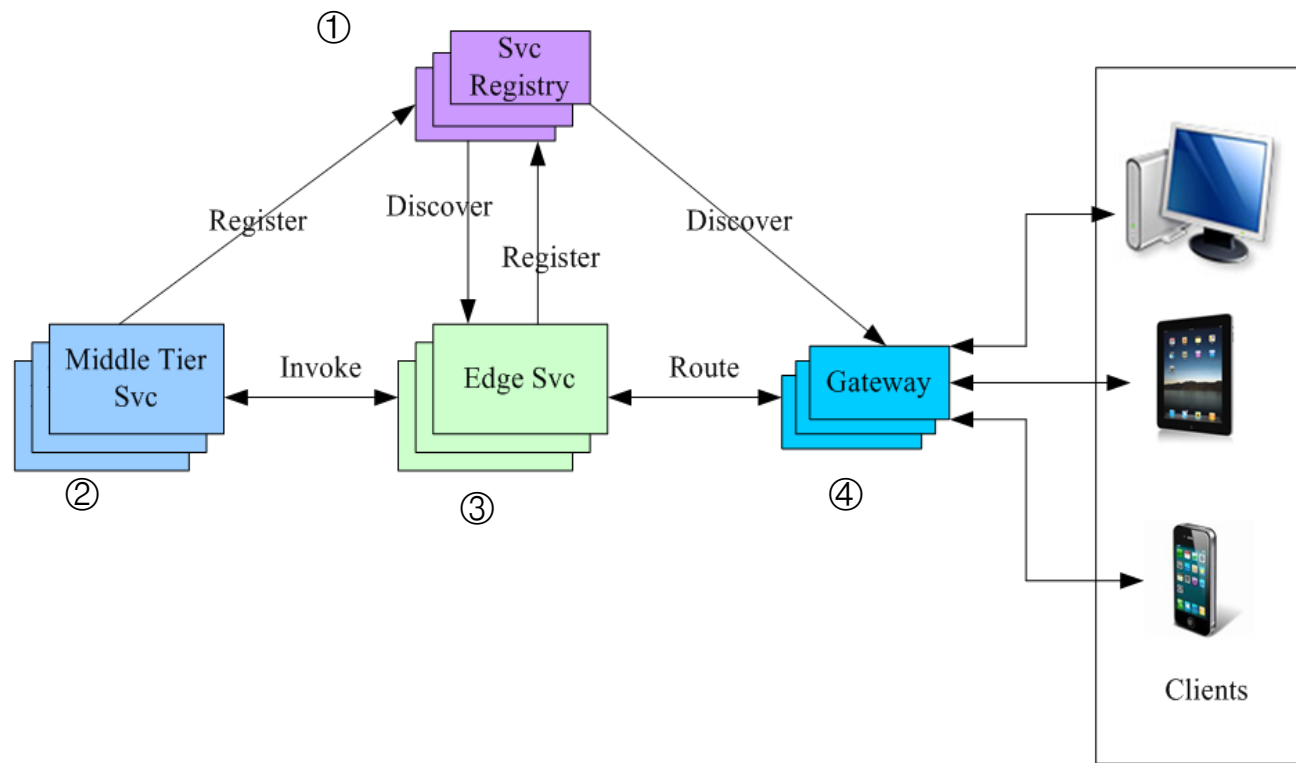 ①
Svc
Registry
Register
Discover
Register
Discover
Middle Tier
Svc
Invoke
Edge Svc
Route
Gateway
②
③
④
Clients